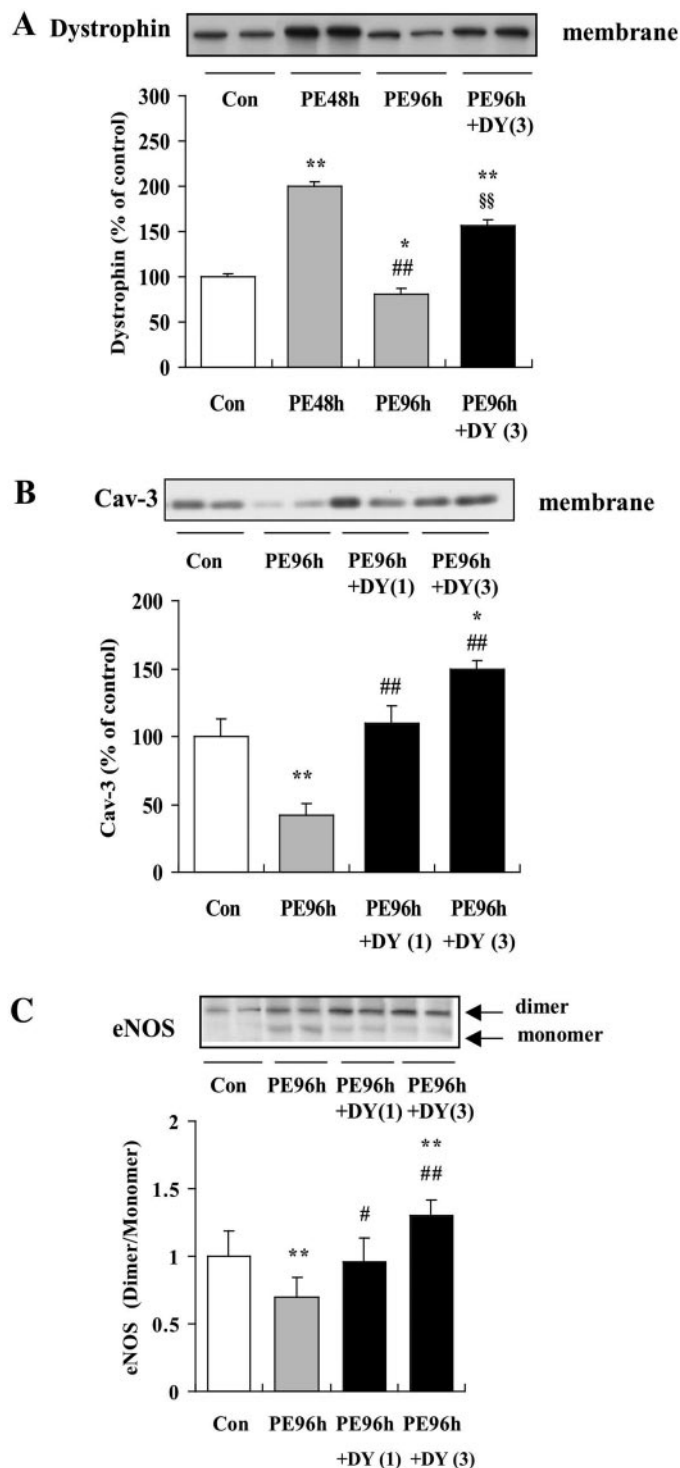 A Dystrophin membrane
Con PE48h PE96h PE96h
+DY(3)
300
250
200
150
100
50
0
Dystrophin (% of control)
**
*
##
**
§§
Con PE48h PE96h PE96h
+DY (3)
B Cav-3 membrane
Con PE96h PE96h PE96h
+DY(1) +DY(3)
200
150
100
50
0
Cav-3 (% of control)
**
##
*
##
Con PE96h PE96h PE96h
+DY (1) +DY (3)
C eNOS dimer
monomer
Con PE96h PE96h PE96h
+DY(1) +DY(3)
2
1.5
1
0.5
0
eNOS (Dimer/Monomer)
**
#
**
##
Con PE96h PE96h PE96h
+DY (1) +DY (3)